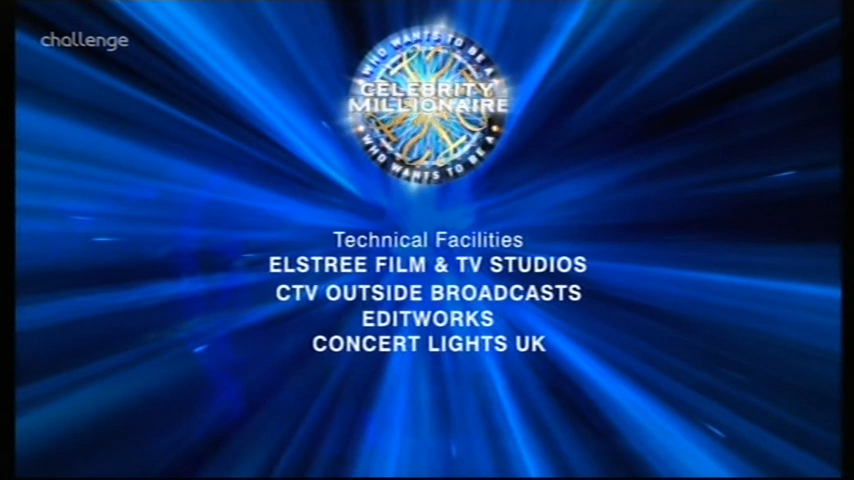 challenge
WHO WANTS TO BE A
CELEBRITY
MILLIONAIRE
WHO WANTS TO BE A
Technical Facilities
ELSTREE FILM & TV STUDIOS
CTV OUTSIDE BROADCASTS
EDITWORKS
CONCERT LIGHTS UK